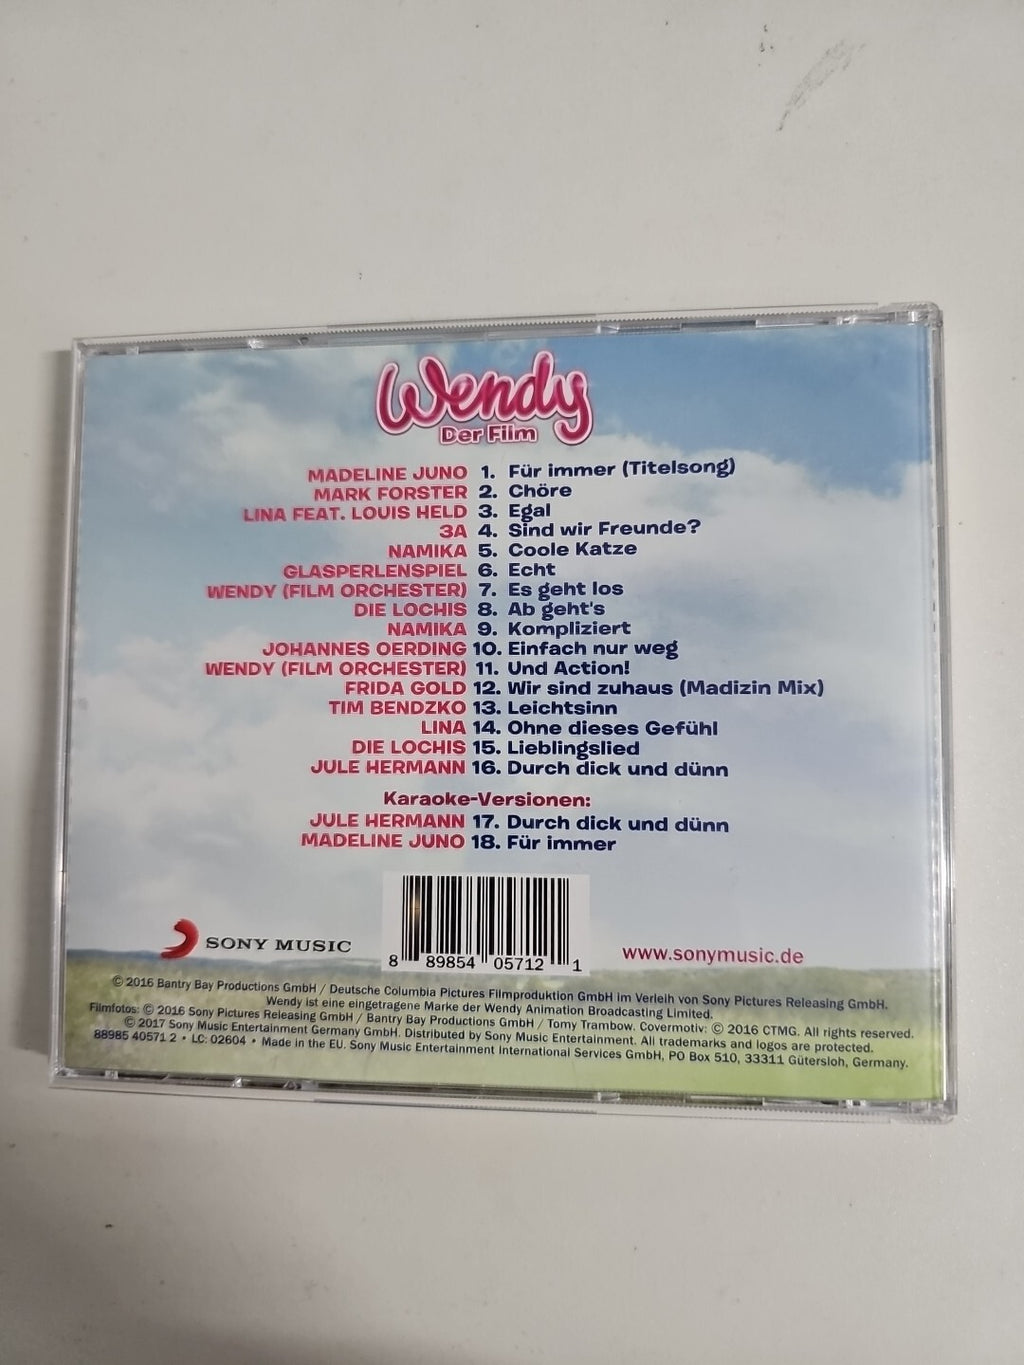 Wendy
Der Film
MADELINE JUNO 1. Für immer (Titelsong)
MARK FORSTER 2. Chöre
LINA FEAT. LOUIS HELD 3. Egal
3A 4. Sind wir Freunde?
NAMIKA 5. Coole Katze
GLASPERLENSPIEL 6. Echt
WENDY (FILM ORCHESTER) 7. Es geht los
DIE LOCHIS 8. Ab geht's
NAMIKA 9. Kompliziert
JOHANNES OERDING 10. Einfach nur weg
WENDY (FILM ORCHESTER) 11. Und Action!
FRIDA GOLD 12. Wir sind zuhaus (Madizin Mix)
TIM BENDZKO 13. Leichtsinn
LINA 14. Ohne dieses Gefühl
DIE LOCHIS 15. Lieblingslied
JULE HERMANN 16. Durch dick und dünn
Karaoke-Versionen:
JULE HERMANN 17. Durch dick und dünn
MADELINE JUNO 18. Für immer
SONY MUSIC
8 89854 05712 1
www.sonymusic.de
© 2016 Bantry Bay Productions GmbH / Deutsche Columbia Pictures Filmproduktion GmbH im Verleih von Sony Pictures Releasing GmbH.
Wendy ist eine eingetragene Marke der Wendy Animation Broadcasting Limited.
Filmfotos: © 2016 Sony Pictures Releasing GmbH / Bantry Bay Productions GmbH / Tomy Trambow. Covermotiv: © 2016 CTMG. All rights reserved.
© 2017 Sony Music Entertainment Germany GmbH. Distributed by Sony Music Entertainment. All trademarks and logos are protected.
88985 40571 2 • LC: 02604 • Made in the EU. Sony Music Entertainment International Services GmbH, PO Box 510, 33311 Gütersloh, Germany.